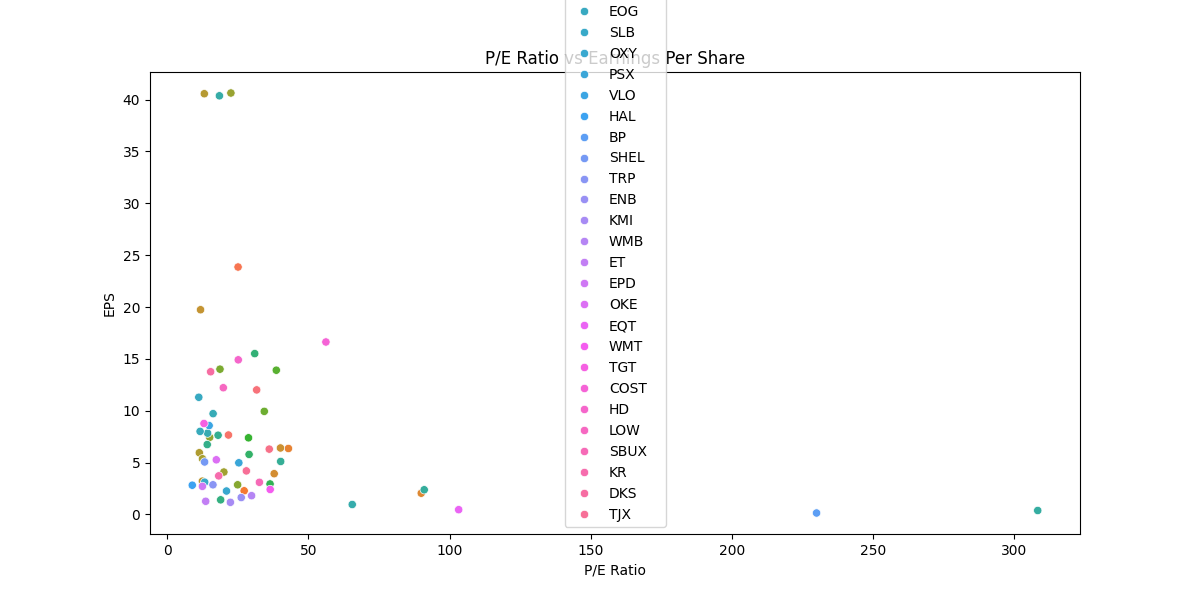 EOG
SLB
OXY
P/E Ratio vs Earnings Per Share
PSX
VLO
HAL
BP
SHEL
TRP
ENB
KMI
WMB
ET
EPD
OKE
EQT
WMT
TGT
COST
HD
LOW
SBUX
KR
DKS
TJX
40
35
30
25
20
15
10
5
0
EPS
0 50 100 150 200 250 300
P/E Ratio